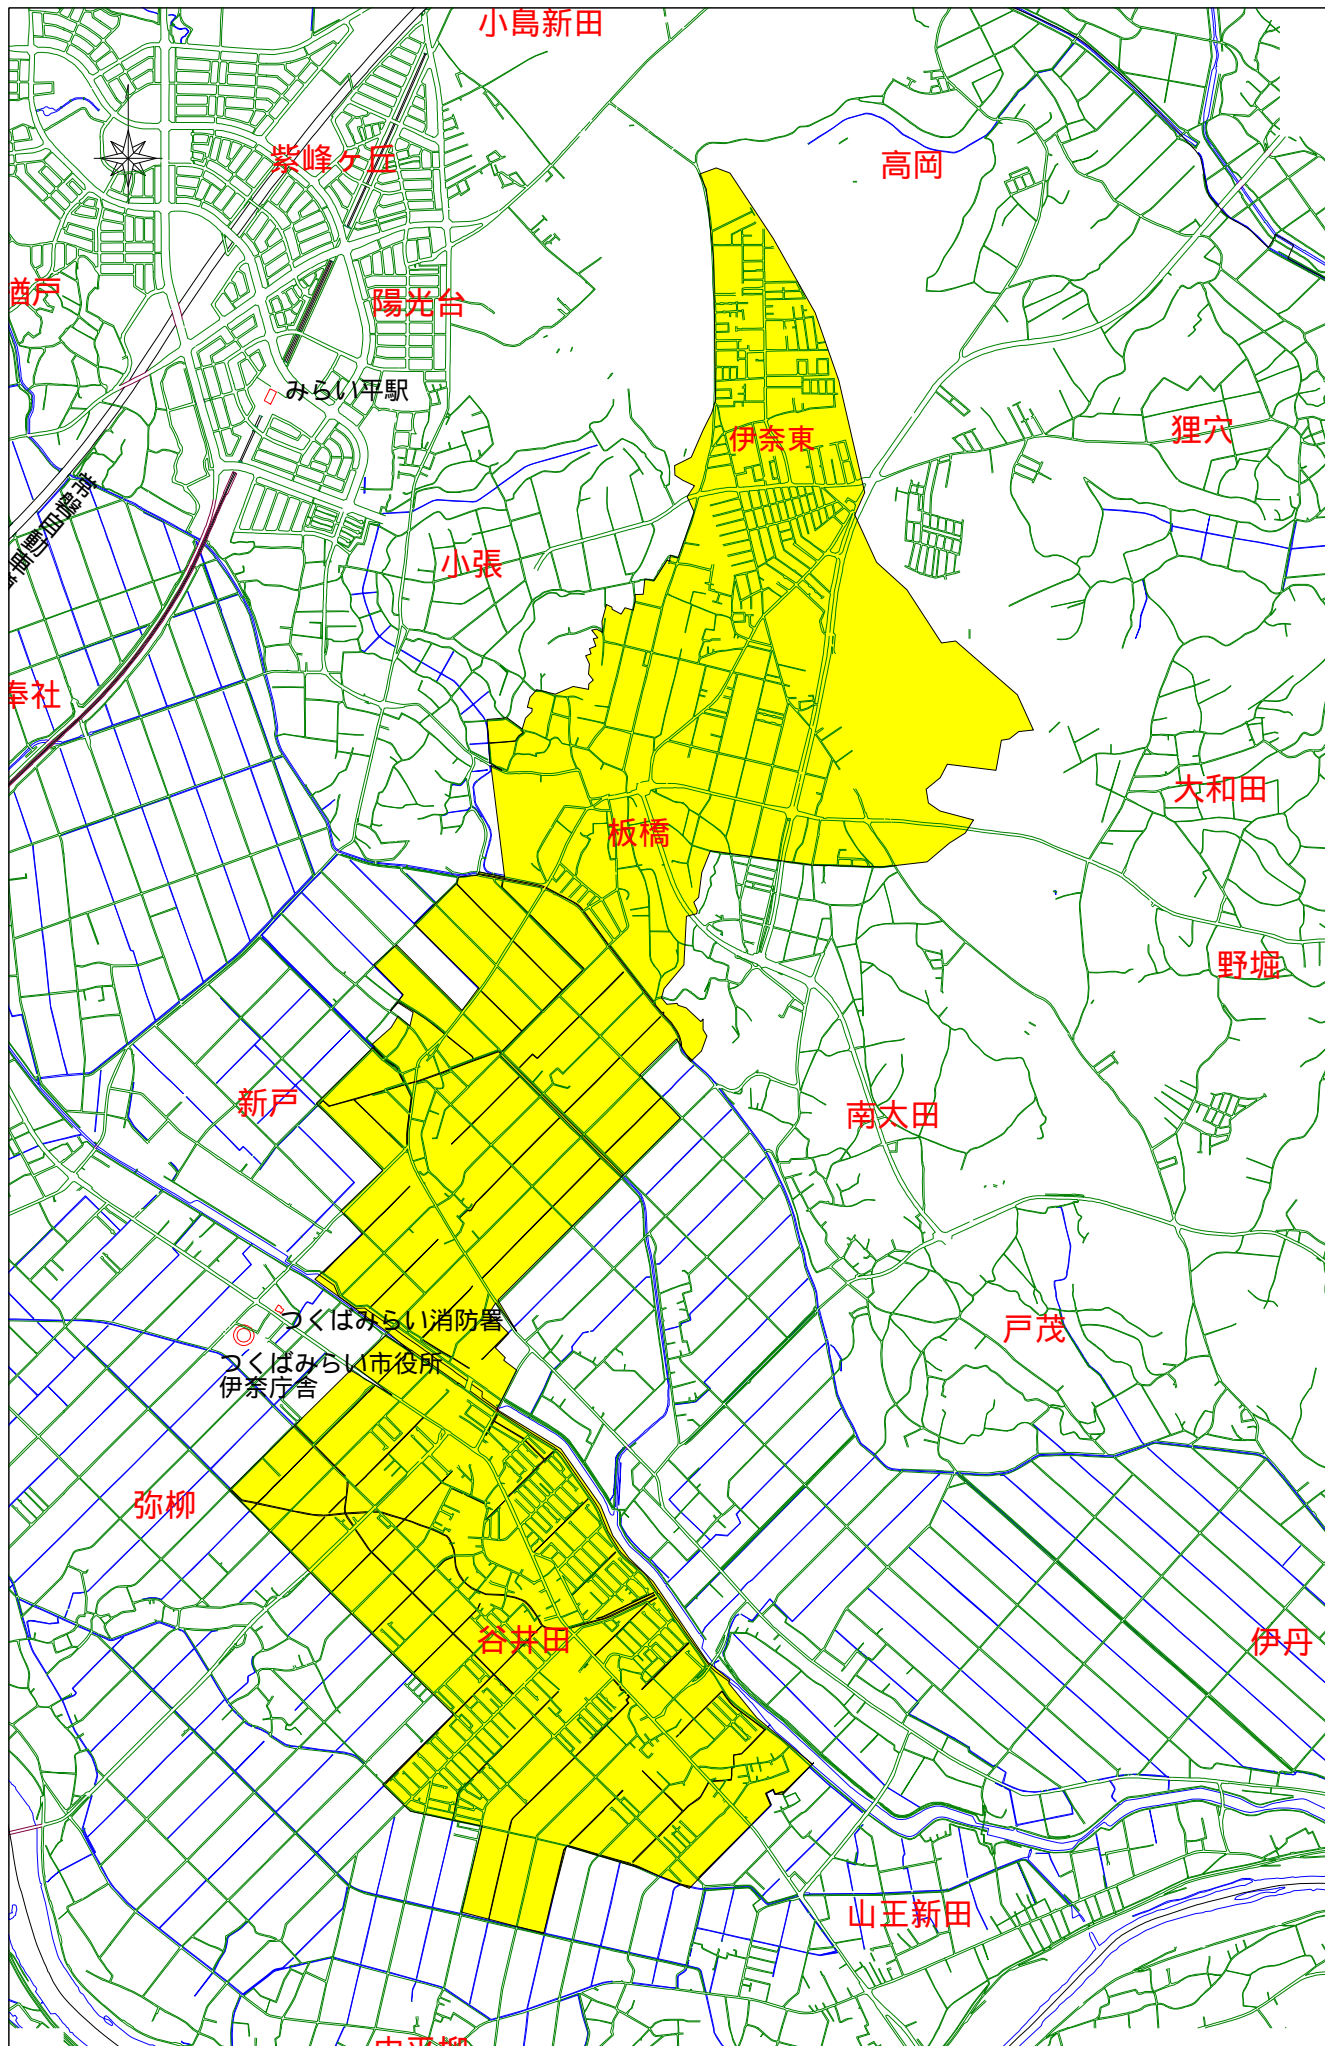 小島新田
紫峰ヶ丘
高岡
陽光台
みらい平駅
伊奈東
狸穴
小張
大和田
板橋
野堀
新戸
南太田
つくばみらい消防署
戸茂
つくばみらい市役所
伊奈庁舎
弥柳
谷井田
伊丹
山王新田